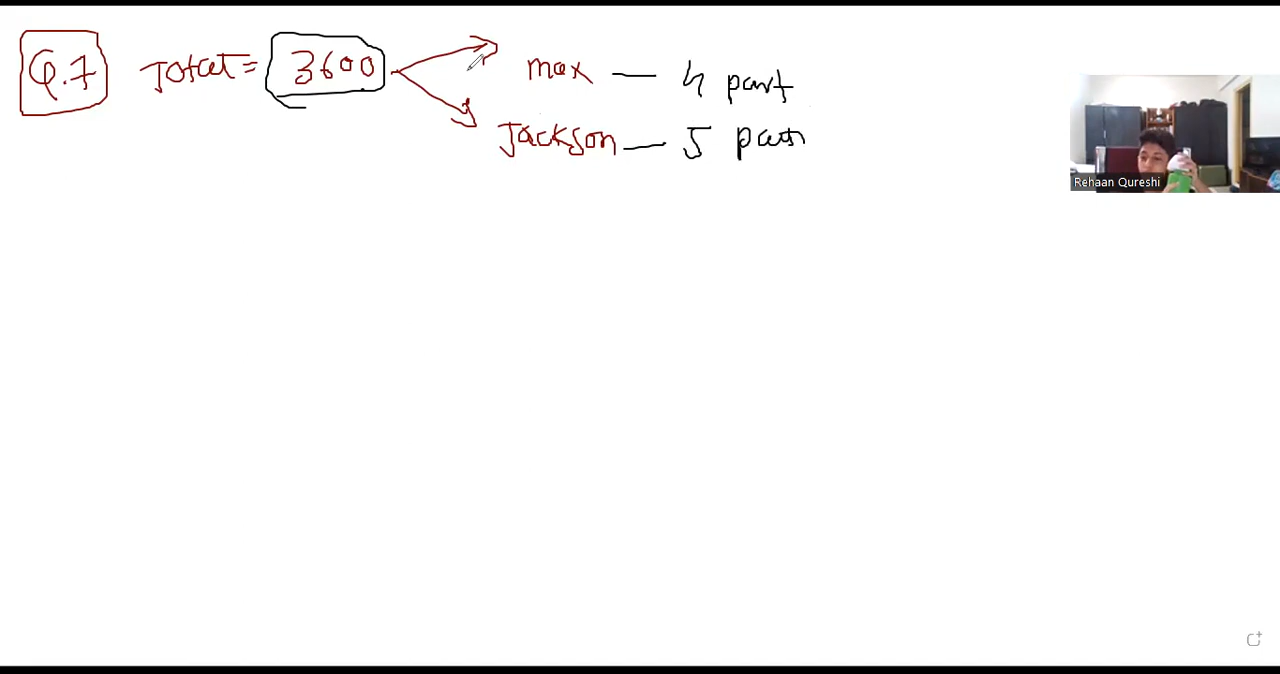 Q.7 Total = 3600 max — 4 part
Jackson — 5 part
Rehaan Qureshi